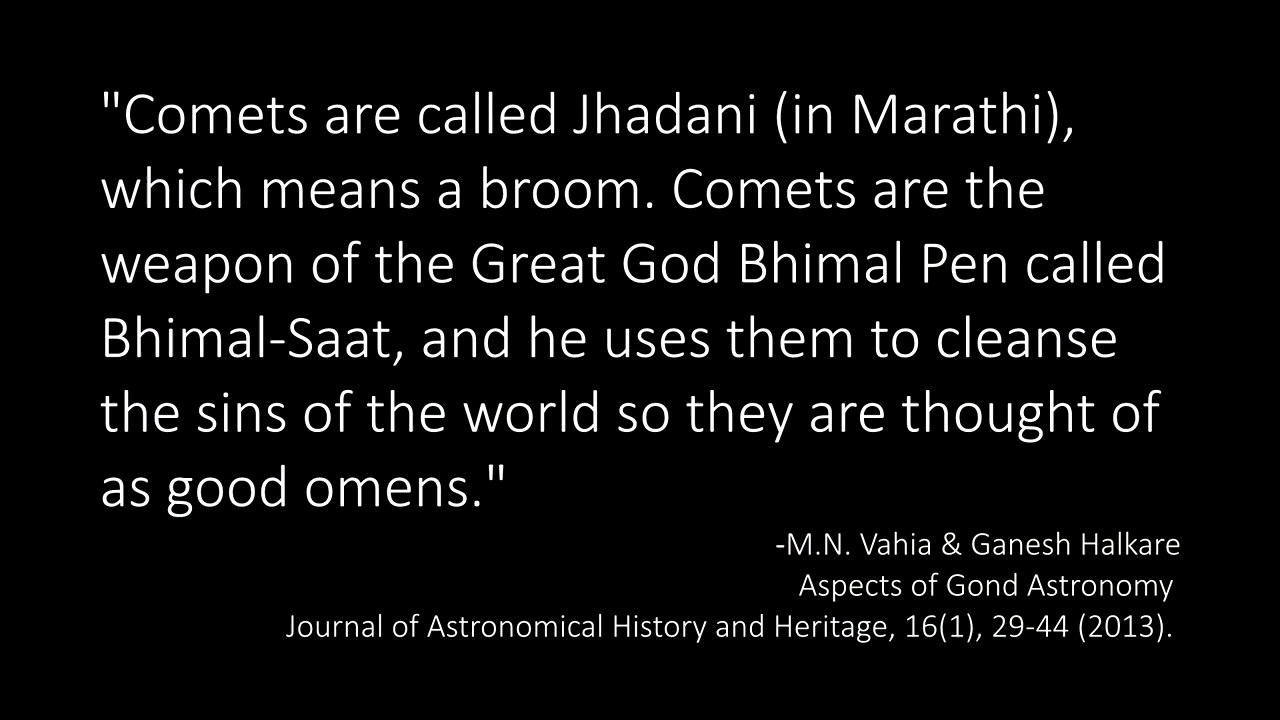 "Comets are called Jhadani (in Marathi),
which means a broom. Comets are the
weapon of the Great God Bhimal Pen called
Bhimal-Saat, and he uses them to cleanse
the sins of the world so they are thought of
as good omens."
-M.N. Vahia & Ganesh Halkare
Aspects of Gond Astronomy
Journal of Astronomical History and Heritage, 16(1), 29-44 (2013).